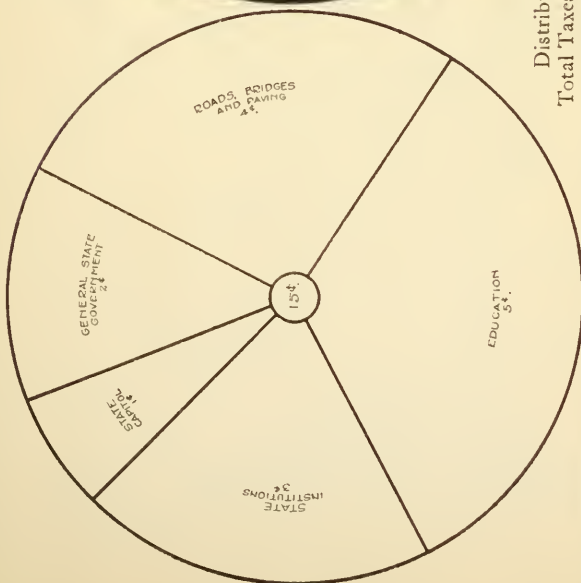 Distrib
Total Taxes
ROADS, BRIDGES
AND PAVING
4¢.
EDUCATION
5¢.
STATE
INSTITUTIONS
3¢
STATE
CAPITOL
1¢
GENERAL STATE
GOVERNMENT
2¢
15¢.